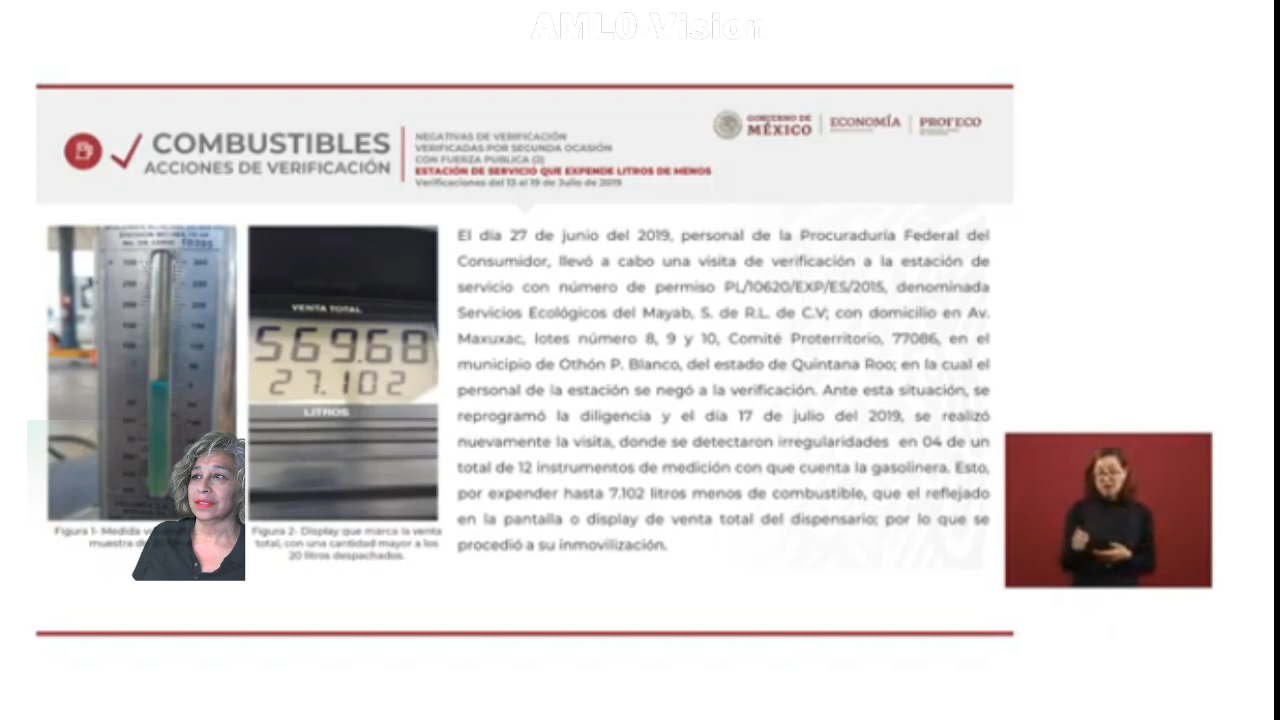 AMLO-Vision
COMBUSTIBLES
ACCIONES DE VERIFICACIÓN
NEGATIVAS DE VERIFICACIÓN
VERIFICADAS POR SEGUNDA OCASIÓN
CON FUERZA PUBLICA (2)
ESTACIÓN DE SERVICIO QUE EXPENDE LITROS DE MENOS
Verificaciones del 13 al 19 de Julio de 2019
GOBIERNO DE
MÉXICO
ECONOMÍA
PROFECO
VENTA TOTAL
569.68
27.102
LITROS
Figura 1- Medida
muestra de
Figura 2- Display que marca la venta
total, con una cantidad mayor a los
20 litros despachados.
El día 27 de junio del 2019, personal de la Procuraduría Federal del
Consumidor, llevó a cabo una visita de verificación a la estación de
servicio con número de permiso PL/10620/EXP/ES/2015, denominada
Servicios Ecológicos del Mayab, S. de R.L. de C.V; con domicilio en Av.
Maxuxac, lotes número 8, 9 y 10, Comité Proterritorio, 77086, en el
municipio de Othón P. Blanco, del estado de Quintana Roo; en la cual el
personal de la estación se negó a la verificación. Ante esta situación, se
reprogramó la diligencia y el día 17 de julio del 2019, se realizó
nuevamente la visita, donde se detectaron irregularidades en 04 de un
total de 12 instrumentos de medición con que cuenta la gasolinera. Esto,
por expender hasta 7.102 litros menos de combustible, que el reflejado
en la pantalla o display de venta total del dispensario; por lo que se
procedió a su inmovilización.